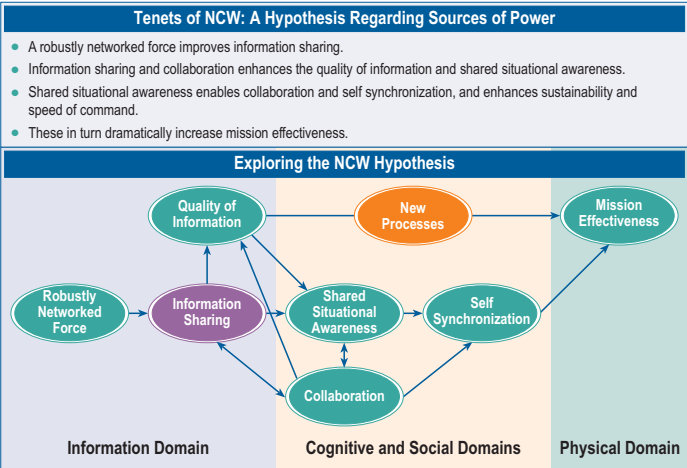 Tenets of NCW: A Hypothesis Regarding Sources of Power
A robustly networked force improves information sharing.
Information sharing and collaboration enhances the quality of information and shared situational awareness.
Shared situational awareness enables collaboration and self synchronization, and enhances sustainability and
speed of command.
These in turn dramatically increase mission effectiveness.
Exploring the NCW Hypothesis
Quality of
Information
New
Processes
Mission
Effectiveness
Robustly
Networked
Force
Information
Sharing
Shared
Situational
Awareness
Self
Synchronization
Collaboration
Information Domain
Cognitive and Social Domains
Physical Domain